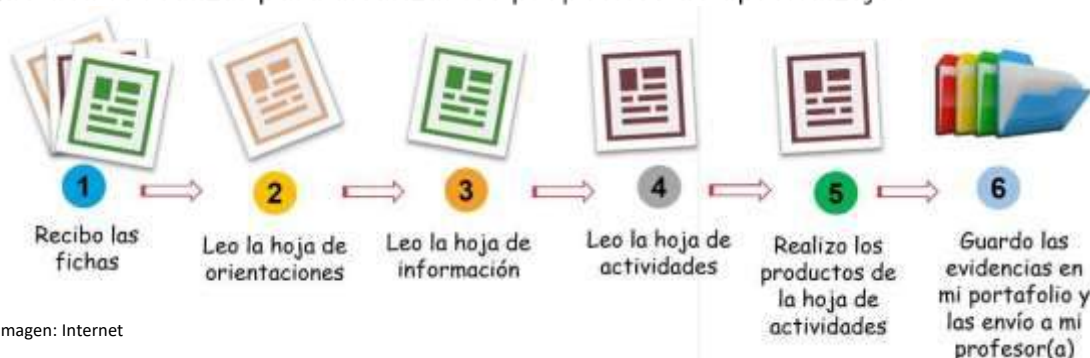 1
Recibo las
fichas
2
Leo la hoja de
orientaciones
3
Leo la hoja de
información
4
Leo la hoja de
actividades
5
Realizo los
productos de
la hoja de
actividades
6
Guardo las
evidencias en
mi portafolio y
las envío a mi
profesor(a)
magen: Internet